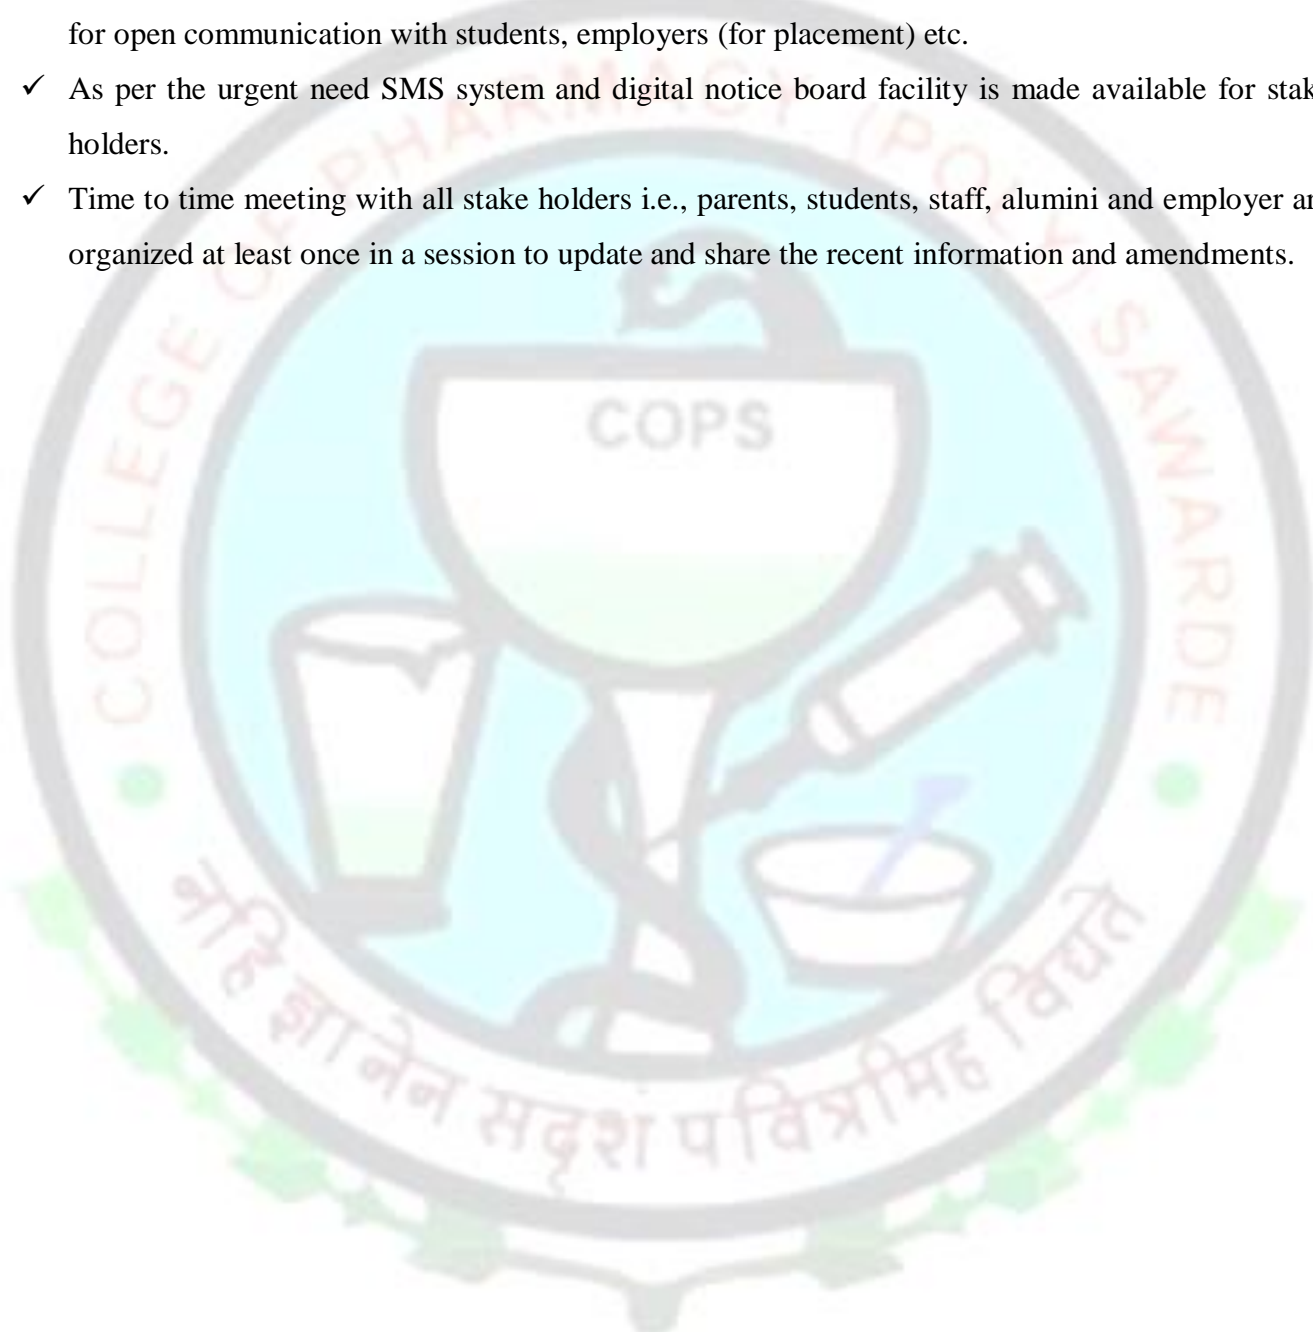 for open communication with students, employers (for placement) etc.
✓ As per the urgent need SMS system and digital notice board facility is made available for stak
holders.
✓ Time to time meeting with all stake holders i.e., parents, students, staff, alumini and employer ar
organized at least once in a session to update and share the recent information and amendments.
COLLEGE OF PHARMACY (POLY) SAWARDE
COPS
नहि ज्ञानेन सदृशं पवित्रमिह विद्यते